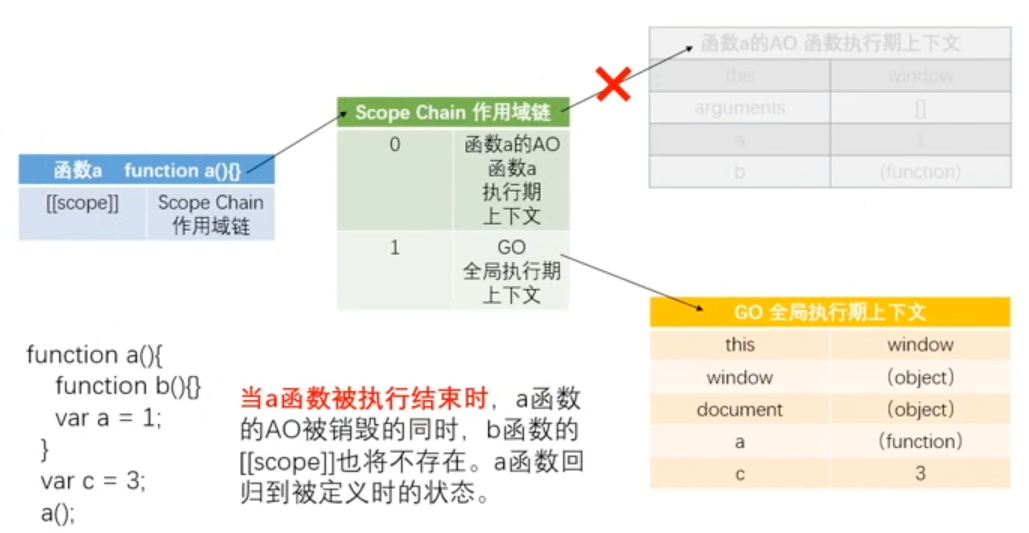 函数a的AO 函数执行期上下文
this window
arguments []
a 1
b (function)
Scope Chain 作用域链
0 函数a的AO
函数a
执行期
上下文
1 GO
全局执行期
上下文
函数a function a(){}
[[scope]] Scope Chain
作用域链
GO 全局执行期上下文
this window
window （object）
document （object）
a （function）
c 3
function a(){
function b(){}
var a = 1;
}
var c = 3;
a();
当a函数被执行结束时，a函数
的AO被销毁的同时，b函数的
[[scope]]也将不存在。a函数回
归到被定义时的状态。